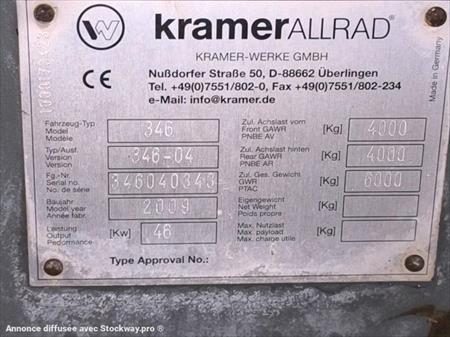 kramerALLRAD®
KRAMER-WERKE GMBH
Nußdorfer Straße 50, D-88662 Überlingen
Tel. +49(0)7551/802-0, Fax +49(0)7551/802-234
e-Mail: info@kramer.de
Made in Germany
CE
Fahrzeug-Typ
Model
Modéle
346
Zul. Achslast vorn
Front GAWR
PNBE AV
[Kg]
4000
Typ/Ausf.
Version
Version
346-04
Zul. Achslast hinten
Rear GAWR
PNBE AR
[Kg]
4000
Fg.-Nr.
Serial no.
No. de série
346040343
Zul. Ges. Gewicht
GWR
PTAC
[Kg]
6000
Baujahr
Model year
Année fabr.
2009
Eigengewicht
Net Weight
Poids propre
[Kg]
Leistung
Output
Pedormance
[Kw]
46
Max. Nutzlast
Max. payload
Max. charge utile
[Kg]
Type Approval No.:
Annonce diffusée avec Stockway.pro ®